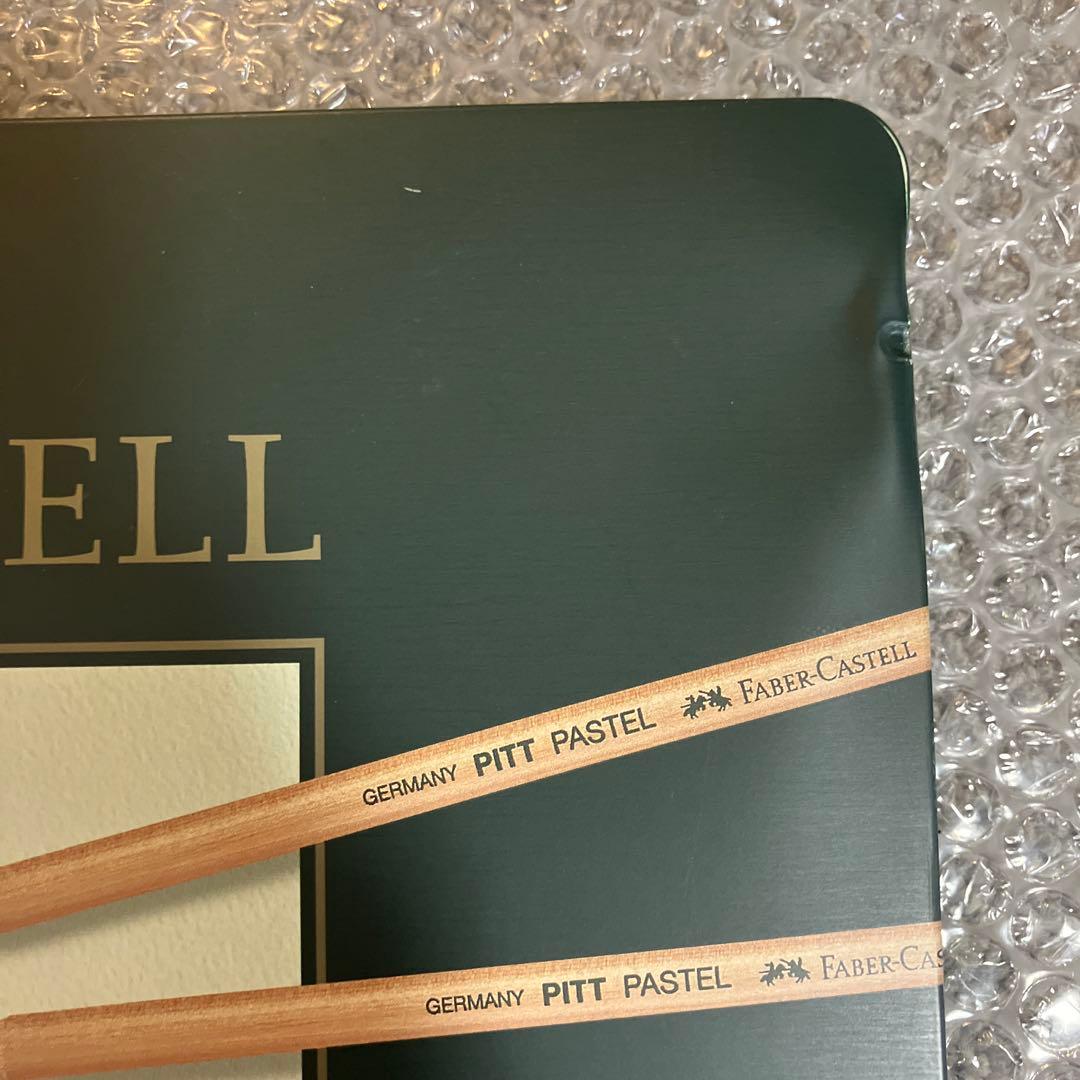 ELL
GERMANY PITT PASTEL FABER-CASTELL
GERMANY PITT PASTEL FABER-CAS